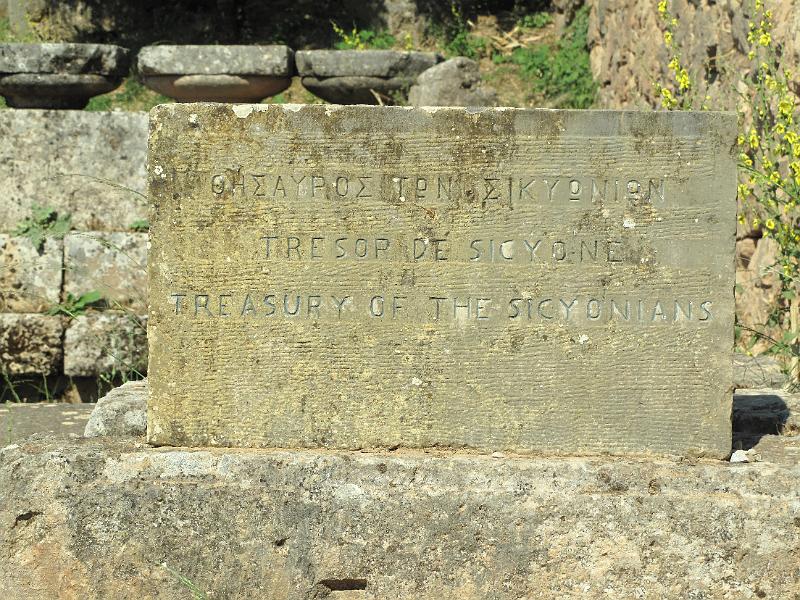 ΘΗΣΑΥΡΟΣ ΤΩΝ ΣΙΚΥΩΝΙΩΝ
TRESOR DE SICYONE
TREASURY OF THE SICYONIANS